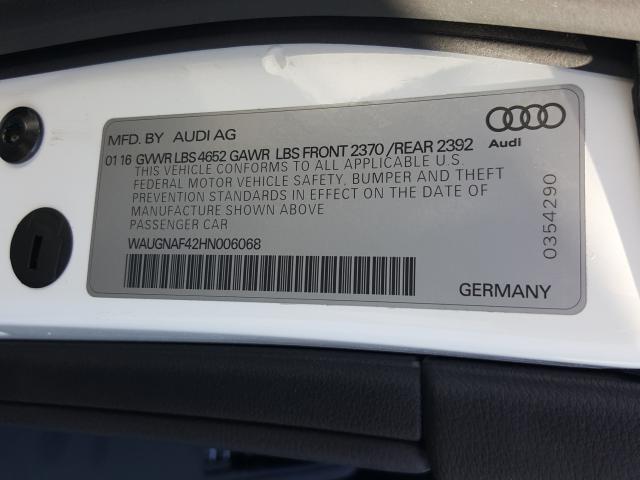 MFD. BY AUDI AG
01 16 GVWR LBS 4652 GAWR LBS FRONT 2370 /REAR 2392
THIS VEHICLE CONFORMS TO ALL APPLICABLE U.S.
FEDERAL MOTOR VEHICLE SAFETY, BUMPER AND THEFT
PREVENTION STANDARDS IN EFFECT ON THE DATE OF
MANUFACTURE SHOWN ABOVE
PASSENGER CAR
WAUGNAF42HN006068
GERMANY
Audi
0354290